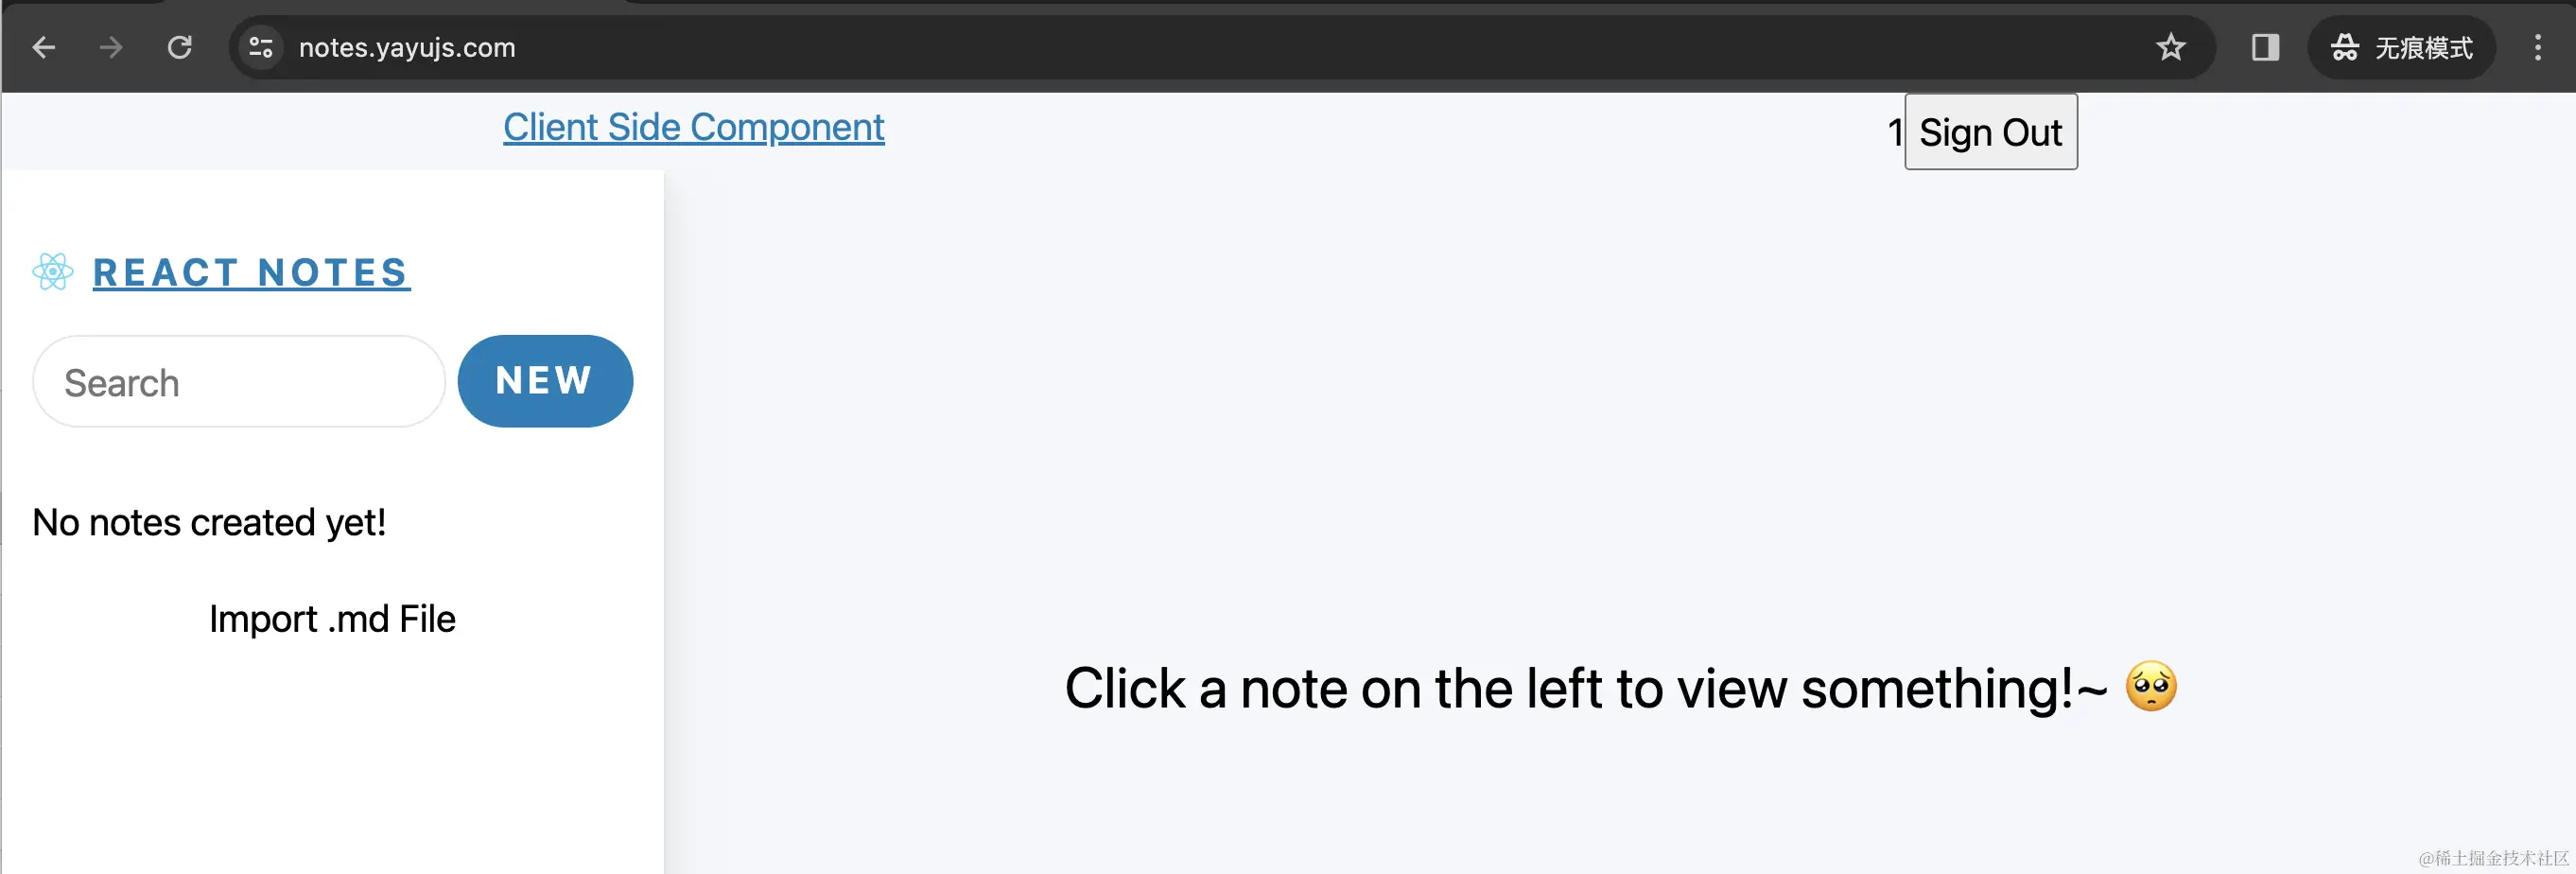 notes.yayujs.com
无痕模式
Client Side Component
1 Sign Out
REACT NOTES
Search
NEW
No notes created yet!
Import .md File
Click a note on the left to view something!~ 🥺
@稀土掘金技术社区